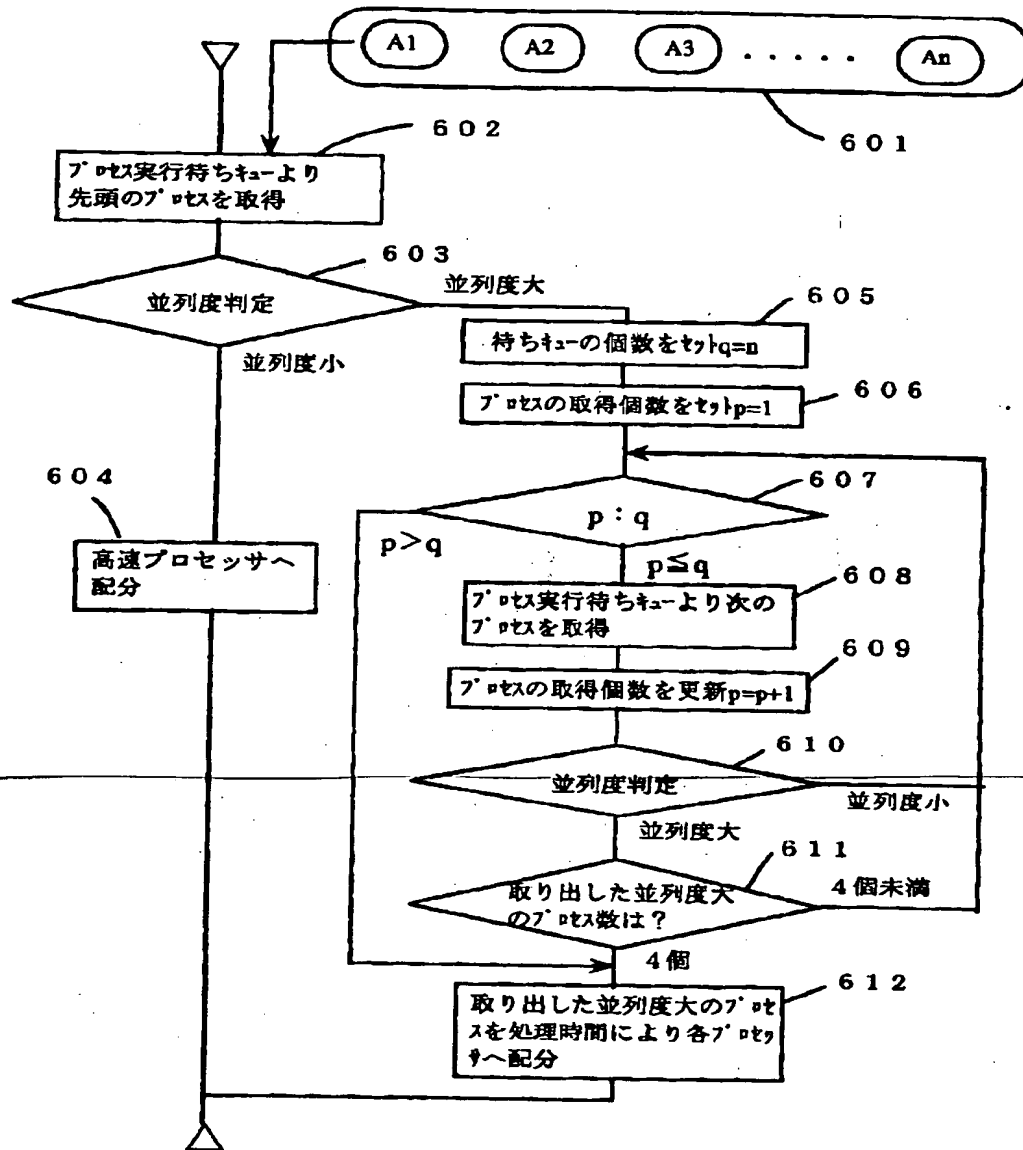 A1 A2 A3 ・・・・・ An
601
602
プロセス実行待ちキューより
先頭のプロセスを取得
603
並列度判定
並列度大
並列度小
605
待ちキューの個数をセットq=n
606
プロセスの取得個数をセットp=1
604
高速プロセッサへ
配分
607
p:q
p>q
p≦q
608
プロセス実行待ちキューより次の
プロセスを取得
609
プロセスの取得個数を更新p=p+1
610
並列度判定
並列度小
並列度大
611
取り出した並列度大
のプロセス数は?
4個未満
4個
612
取り出した並列度大のプロセ
スを処理時間により各プロセッ
サへ配分